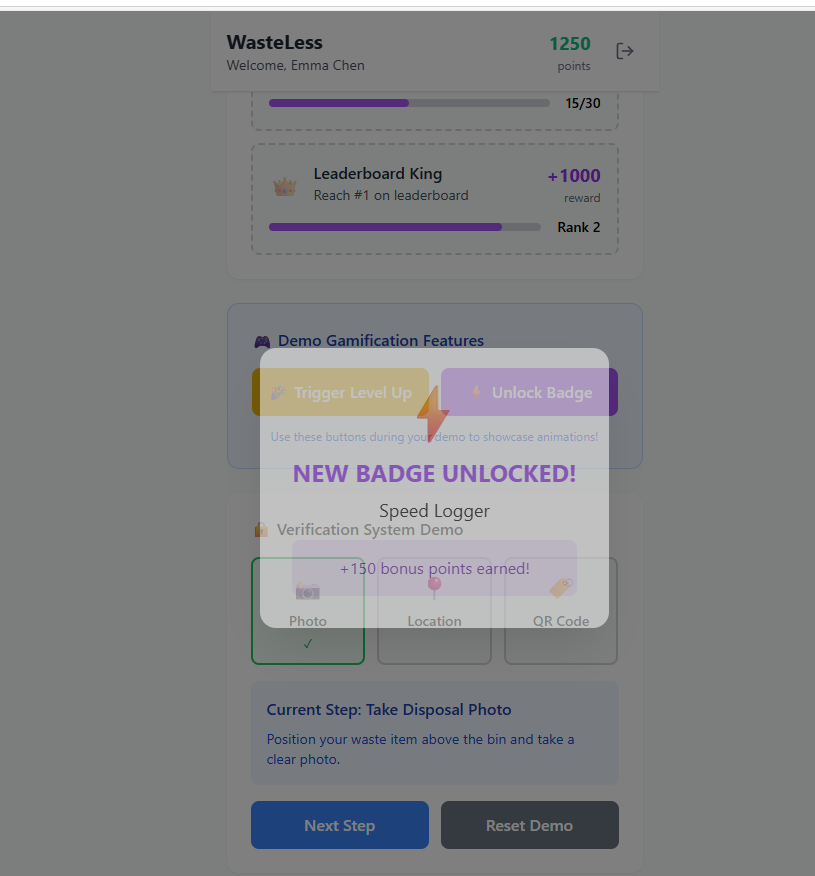 WasteLess
Welcome, Emma Chen
1250
points
15/30
Leaderboard King
Reach #1 on leaderboard
+1000
reward
Rank 2
Demo Gamification Features
Trigger Level Up
Unlock Badge
Use these buttons during your demo to showcase animations!
NEW BADGE UNLOCKED!
Speed Logger
Verification System Demo
+150 bonus points earned!
Photo
Location
QR Code
✓
Current Step: Take Disposal Photo
Position your waste item above the bin and take a
clear photo.
Next Step
Reset Demo